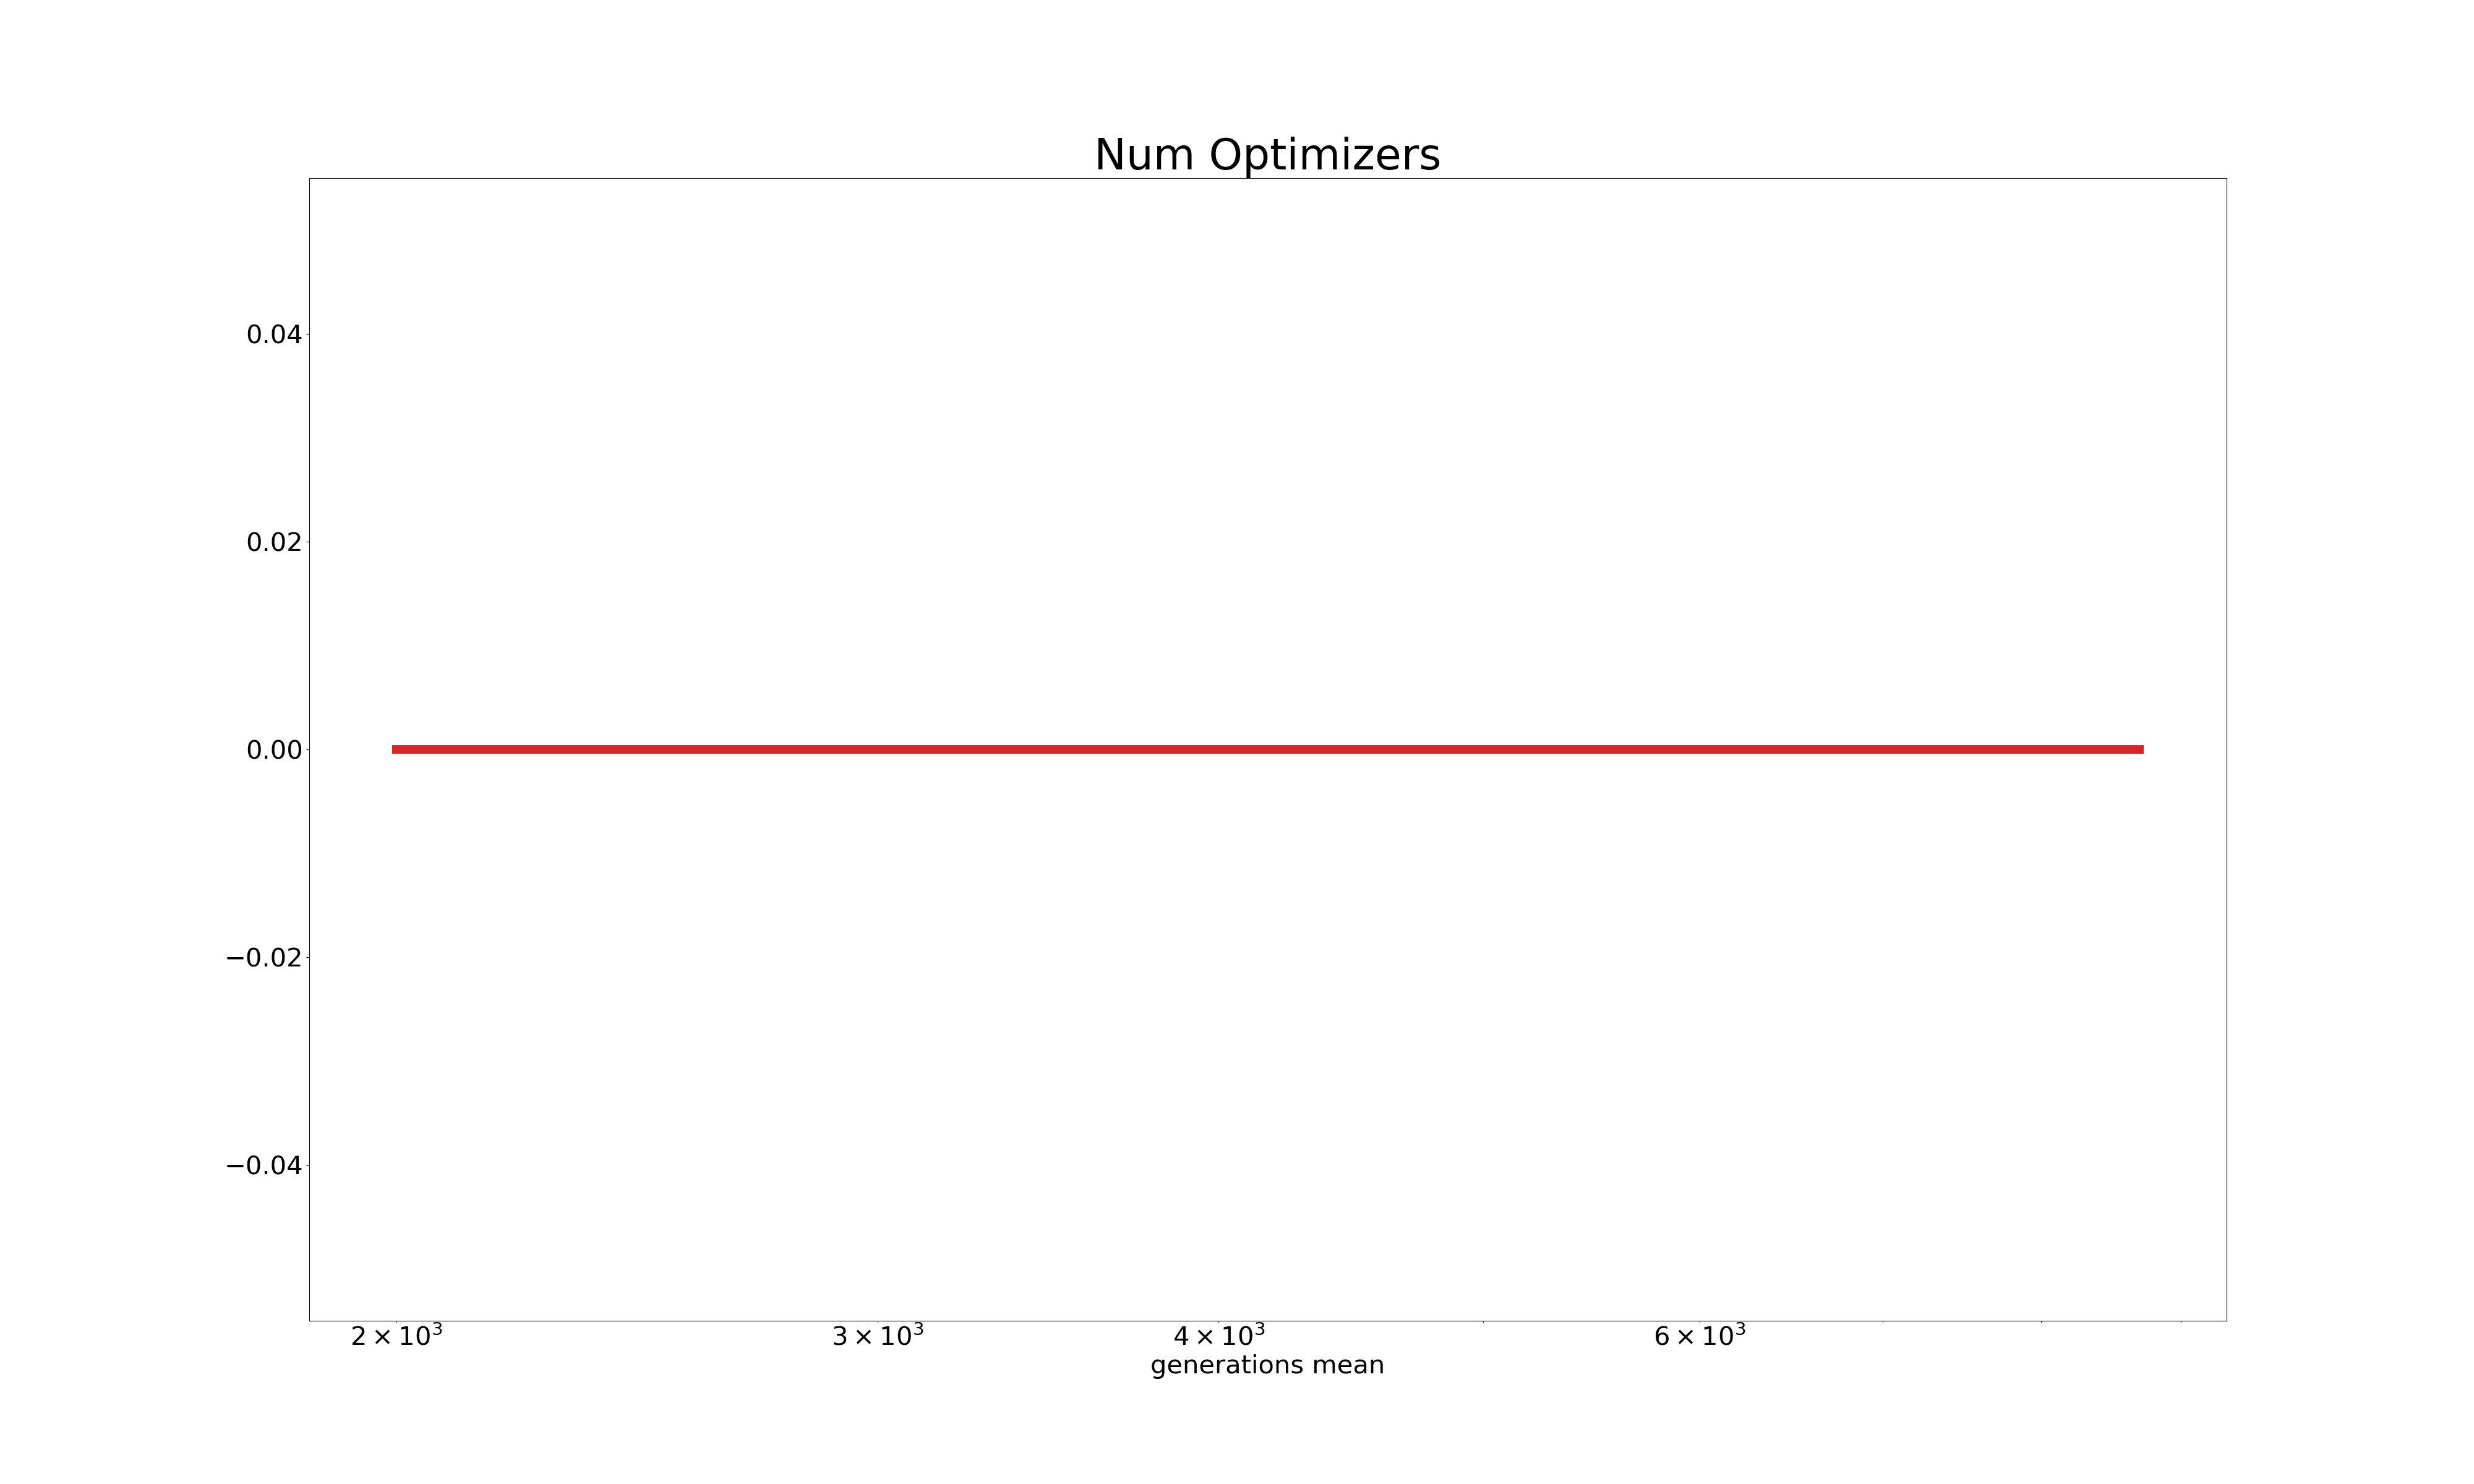 Num Optimizers
0.04
0.02
0.00
−0.02
−0.04
2 × 10³ 3 × 10³ 4 × 10³ 6 × 10³
generations mean